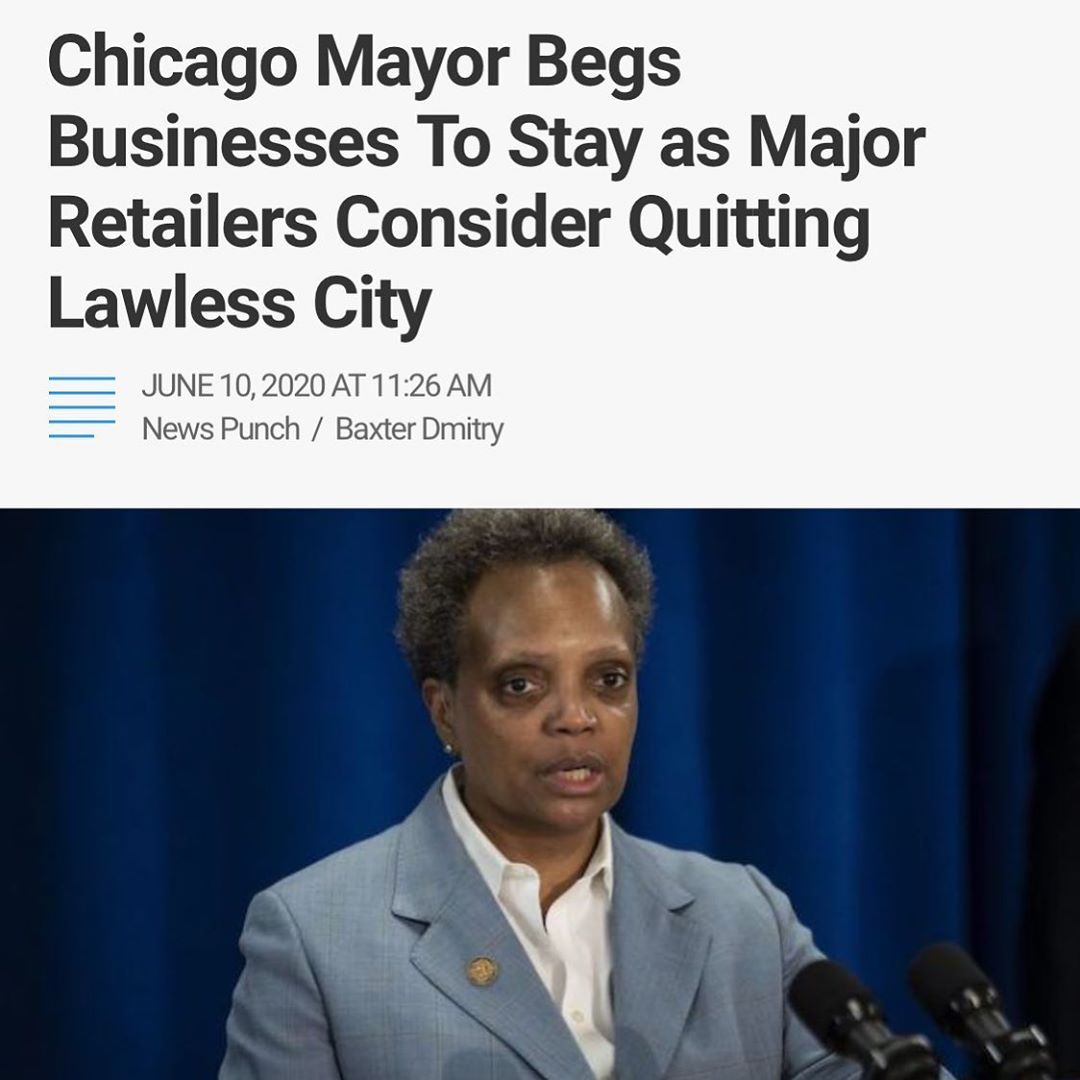 Chicago Mayor Begs
Businesses To Stay as Major
Retailers Consider Quitting
Lawless City
JUNE 10, 2020 AT 11:26 AM
News Punch / Baxter Dmitry